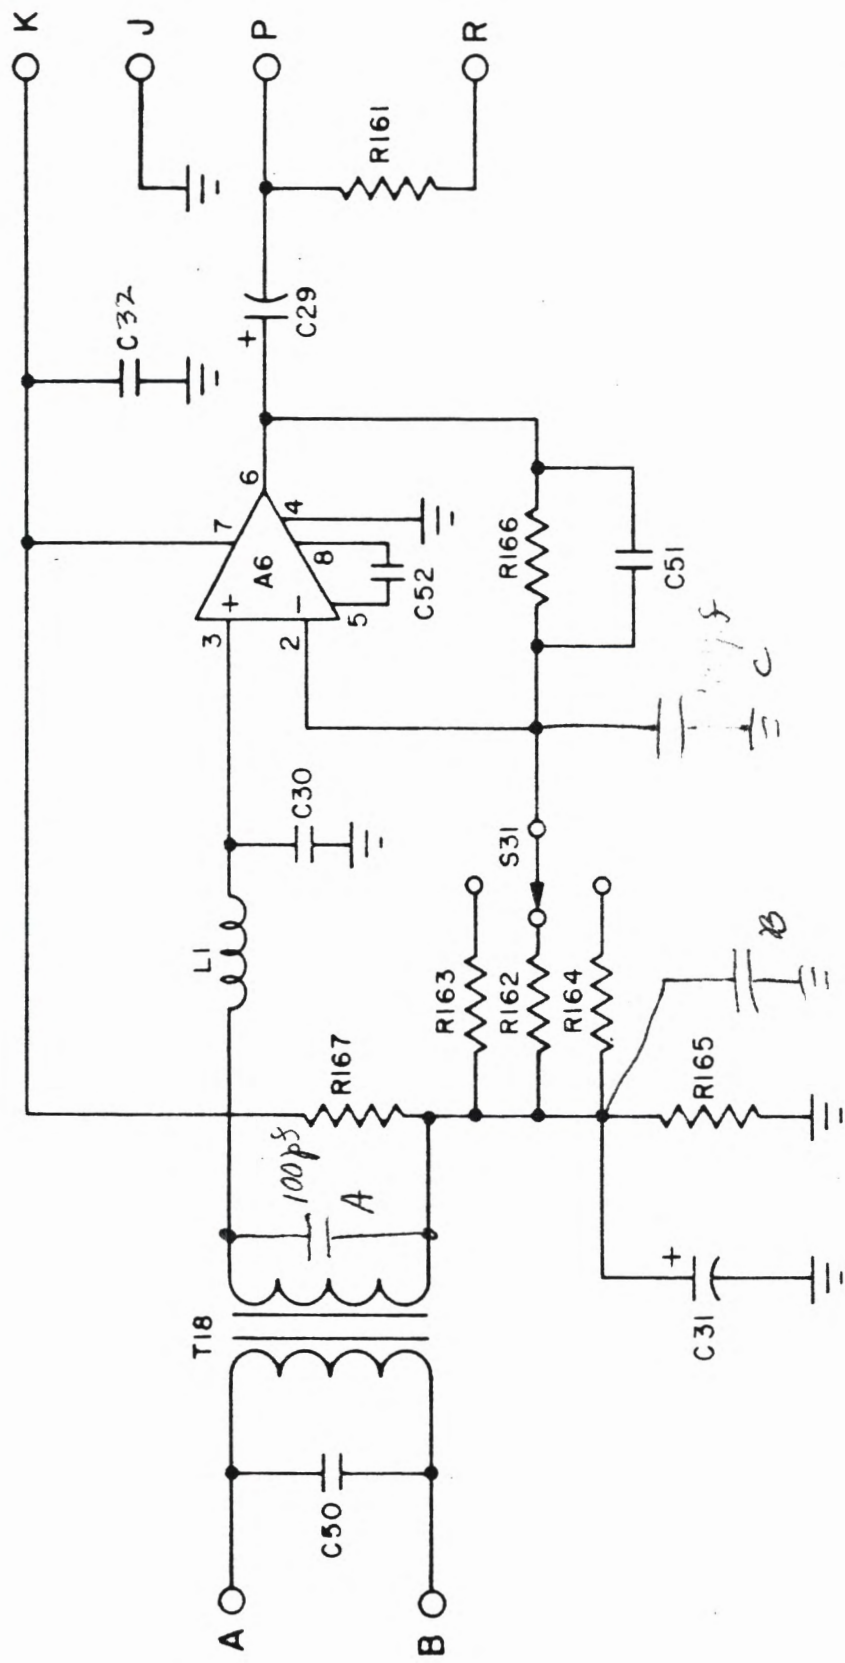 K
J
P
R
R161
C32
+
C29
6
7
4
A6
8
+
−
5
C52
3
2
R166
C51
C
C30
S31
L1
R163
R162
R164
B
R167
R165
100pf
A
T18
+
C31
C50
A
B